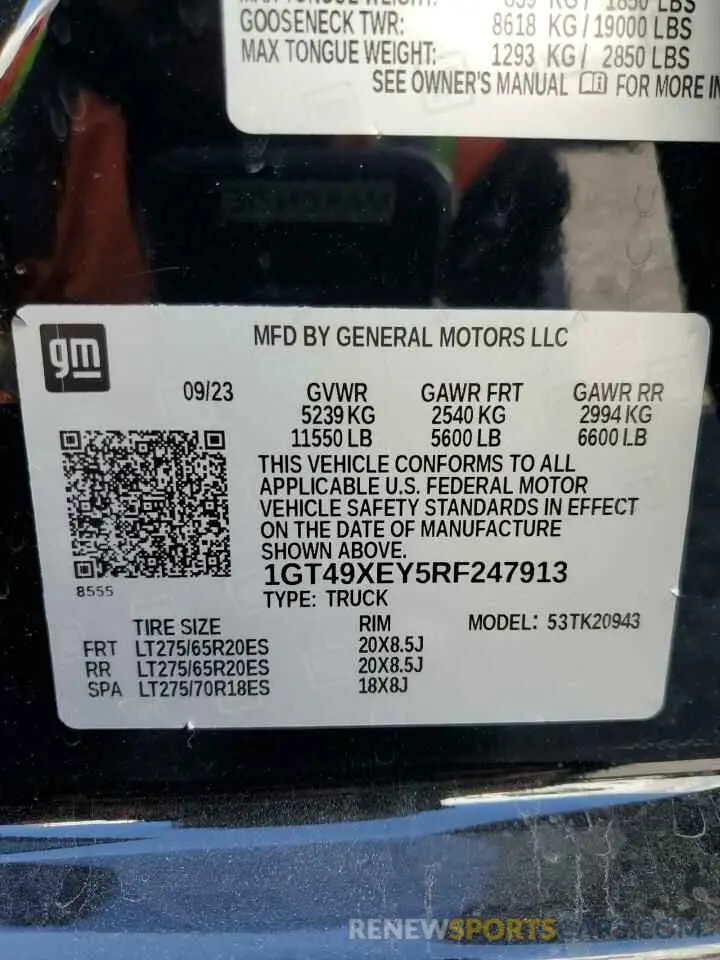 839 KG / 1850 LBS
GOOSENECK TWR: 8618 KG / 19000 LBS
MAX TONGUE WEIGHT: 1293 KG / 2850 LBS
SEE OWNER'S MANUAL FOR MORE
gm
MFD BY GENERAL MOTORS LLC
09/23 GVWR GAWR FRT GAWR RR
5239 KG 2540 KG 2994 KG
11550 LB 5600 LB 6600 LB
THIS VEHICLE CONFORMS TO ALL
APPLICABLE U.S. FEDERAL MOTOR
VEHICLE SAFETY STANDARDS IN EFFECT
ON THE DATE OF MANUFACTURE
SHOWN ABOVE.
8555
1GT49XEY5RF247913
TYPE: TRUCK
TIRE SIZE RIM MODEL: 53TK20943
FRT LT275/65R20ES 20X8.5J
RR LT275/65R20ES 20X8.5J
SPA LT275/70R18ES 18X8J
RENEWSPORTSCARS.COM